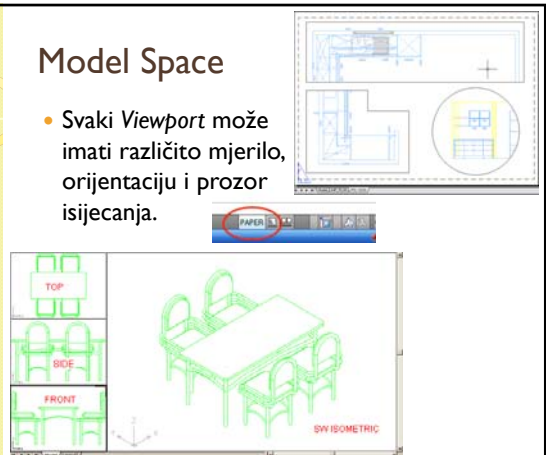 Model Space
• Svaki Viewport može
imati različito mjerilo,
orijentaciju i prozor
isijecanja.
PAPER
TOP
SIDE
FRONT
SW ISOMETRIC